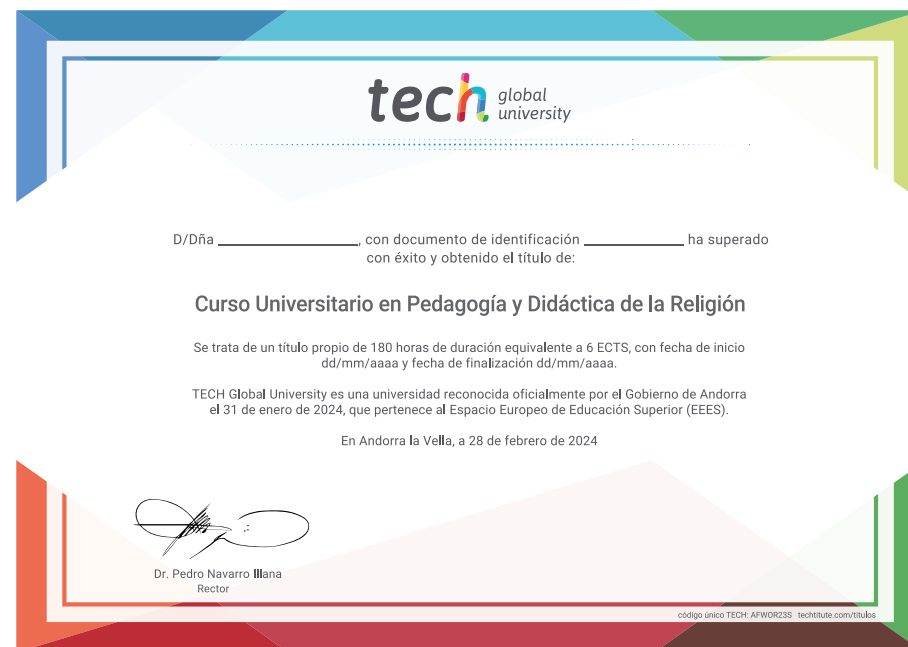 tech global university
D/Dña ____________________, con documento de identificación ______________ ha superado
con éxito y obtenido el título de:
Curso Universitario en Pedagogía y Didáctica de la Religión
Se trata de un título propio de 180 horas de duración equivalente a 6 ECTS, con fecha de inicio
dd/mm/aaaa y fecha de finalización dd/mm/aaaa.
TECH Global University es una universidad reconocida oficialmente por el Gobierno de Andorra
el 31 de enero de 2024, que pertenece al Espacio Europeo de Educación Superior (EEES).
En Andorra la Vella, a 28 de febrero de 2024
Dr. Pedro Navarro Illana
Rector
código único TECH: AFWOR23S techtitute.com/titulos